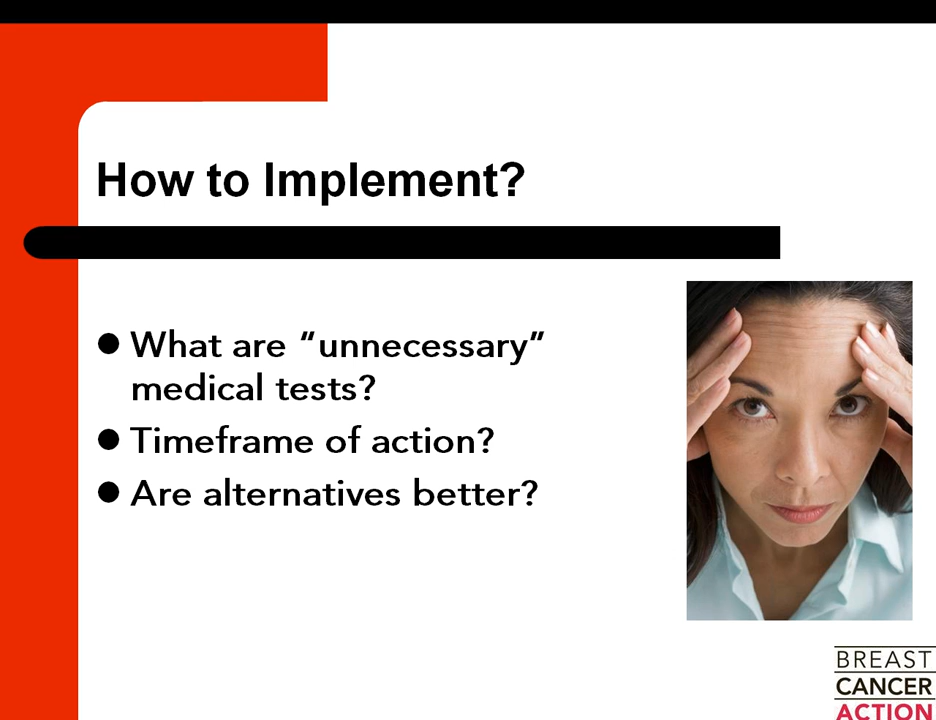 How to Implement?
What are “unnecessary”
medical tests?
Timeframe of action?
Are alternatives better?
BREAST
CANCER
ACTION